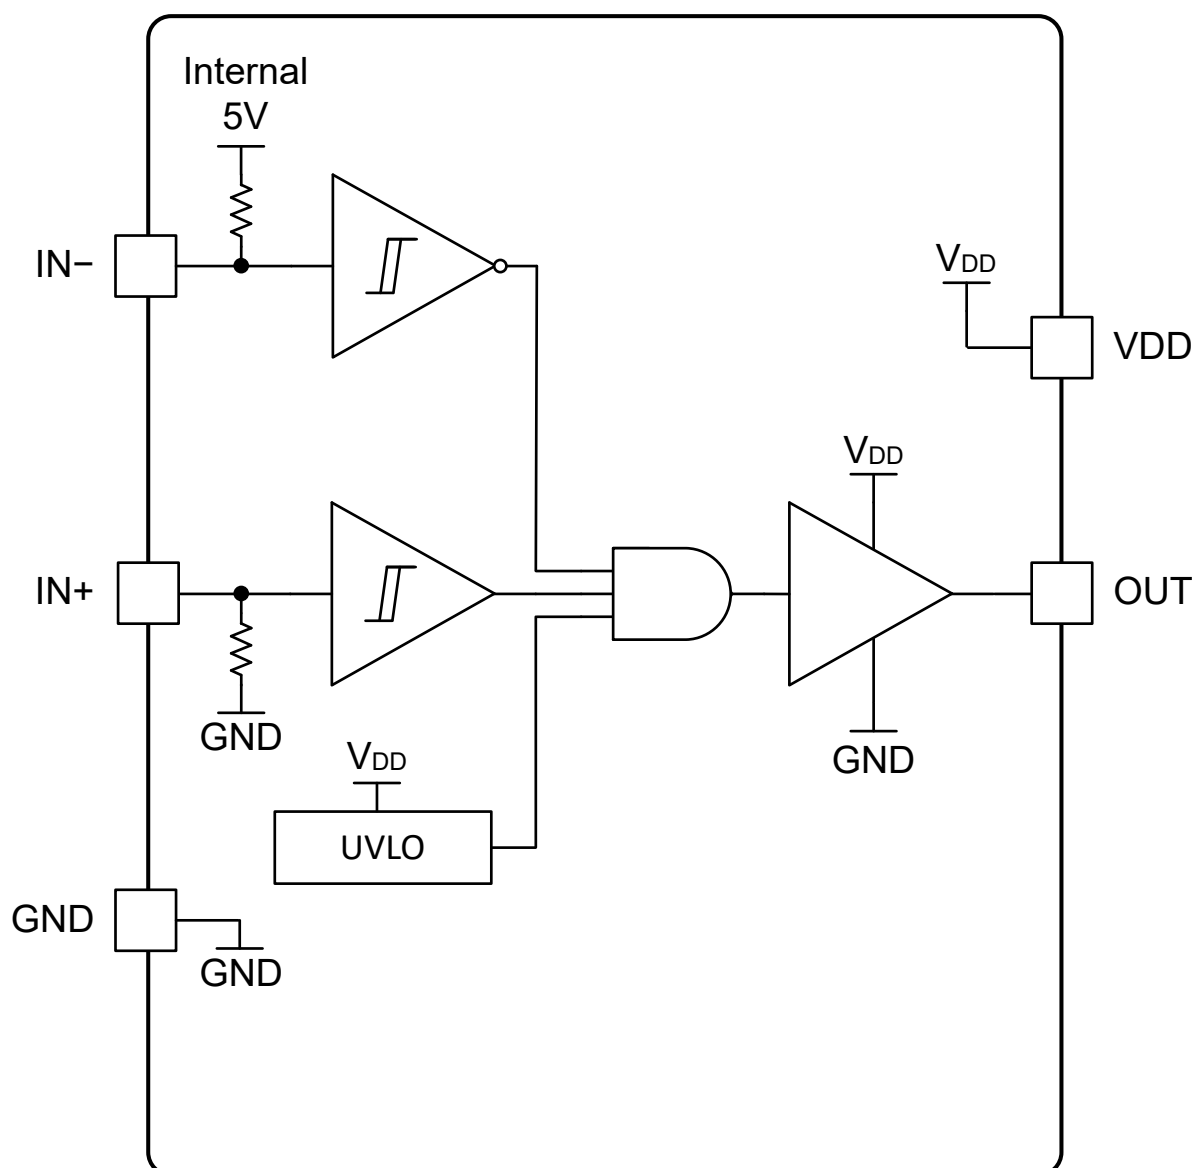 Internal
5V
IN−
VDD
VDD
VDD
IN+
OUT
GND
GND
VDD
UVLO
GND
GND